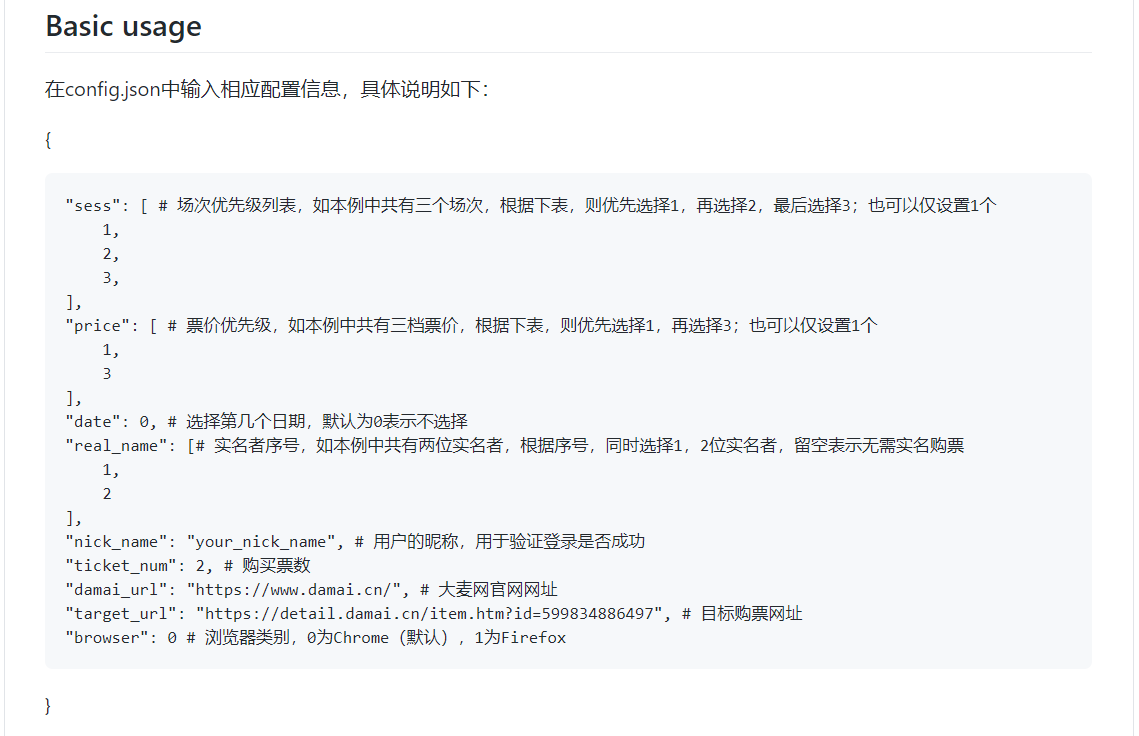 Basic usage
在config.json中输入相应配置信息，具体说明如下：
{
"sess": [ # 场次优先级列表，如本例中共有三个场次，根据下表，则优先选择1，再选择2，最后选择3；也可以仅设置1个
    1,
    2,
    3,
],
"price": [ # 票价优先级，如本例中共有三档票价，根据下表，则优先选择1，再选择3；也可以仅设置1个
    1,
    3
],
"date": 0, # 选择第几个日期，默认为0表示不选择
"real_name": [# 实名者序号，如本例中共有两位实名者，根据序号，同时选择1，2位实名者，留空表示无需实名购票
    1,
    2
],
"nick_name": "your_nick_name", # 用户的昵称，用于验证登录是否成功
"ticket_num": 2, # 购买票数
"damai_url": "https://www.damai.cn/", # 大麦网官网网址
"target_url": "https://detail.damai.cn/item.htm?id=599834886497", # 目标购票网址
"browser": 0 # 浏览器类别，0为Chrome（默认）, 1为Firefox
}